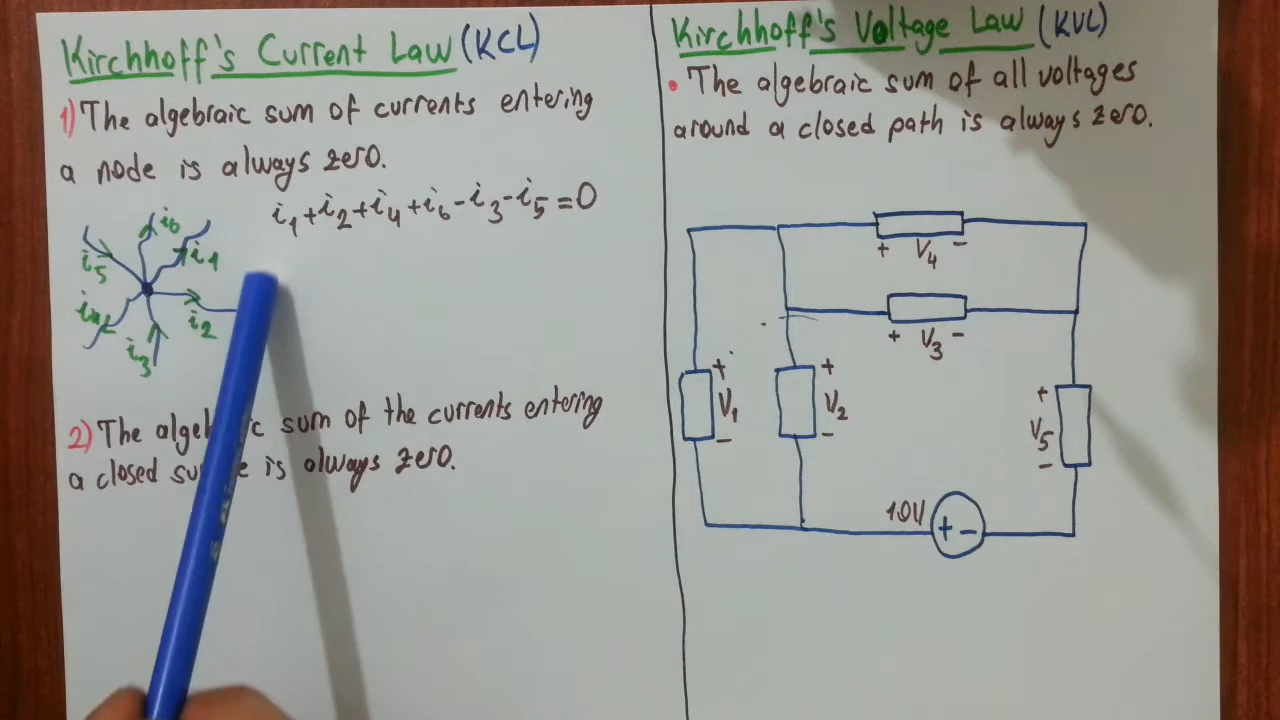 Kirchhoff's Current Law (KCL)
1) The algebraic sum of currents entering
a node is always zero.
i₁+i₂+i₄+i₆-i₃-i₅=0
i₆
i₅
i₁
i₄
i₂
i₃
2) The sum of the currents entering
a closed is always zero.
Kirchhoff's Voltage Law (KVL)
• The algebraic sum of all voltages
around a closed path is always zero.
+ V₄ -
+ V₃ -
+ V₁ -
+ V₂ -
+ V₅ -
10V
+ -